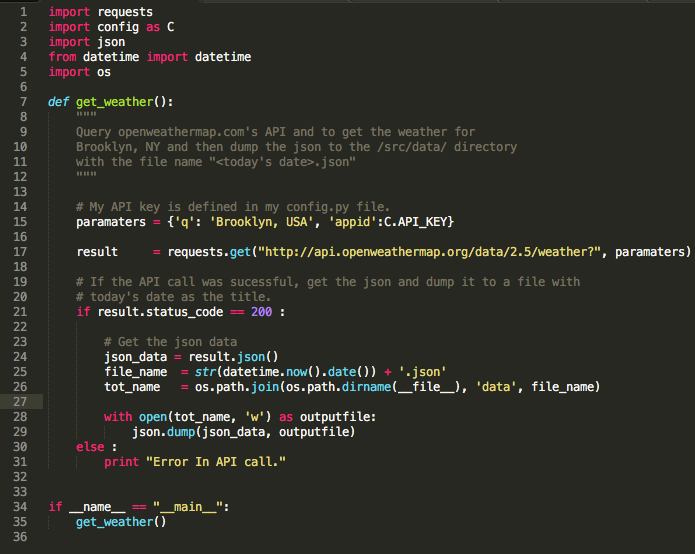 1 import requests
2 import config as C
3 import json
4 from datetime import datetime
5 import os
6
7 def get_weather():
8     """
9     Query openweathermap.com's API and to get the weather for
10     Brooklyn, NY and then dump the json to the /src/data/ directory
11     with the file name "<today's date>.json"
12     """
13
14     # My API key is defined in my config.py file.
15     paramaters = {'q': 'Brooklyn, USA', 'appid':C.API_KEY}
16
17     result     = requests.get("http://api.openweathermap.org/data/2.5/weather?", paramaters)
18
19     # If the API call was sucessful, get the json and dump it to a file with
20     # today's date as the title.
21     if result.status_code == 200 :
22
23         # Get the json data
24         json_data = result.json()
25         file_name  = str(datetime.now().date()) + '.json'
26         tot_name   = os.path.join(os.path.dirname(__file__), 'data', file_name)
27
28         with open(tot_name, 'w') as outputfile:
29             json.dump(json_data, outputfile)
30     else :
31         print "Error In API call."
32
33
34 if __name__ == "__main__":
35     get_weather()
36